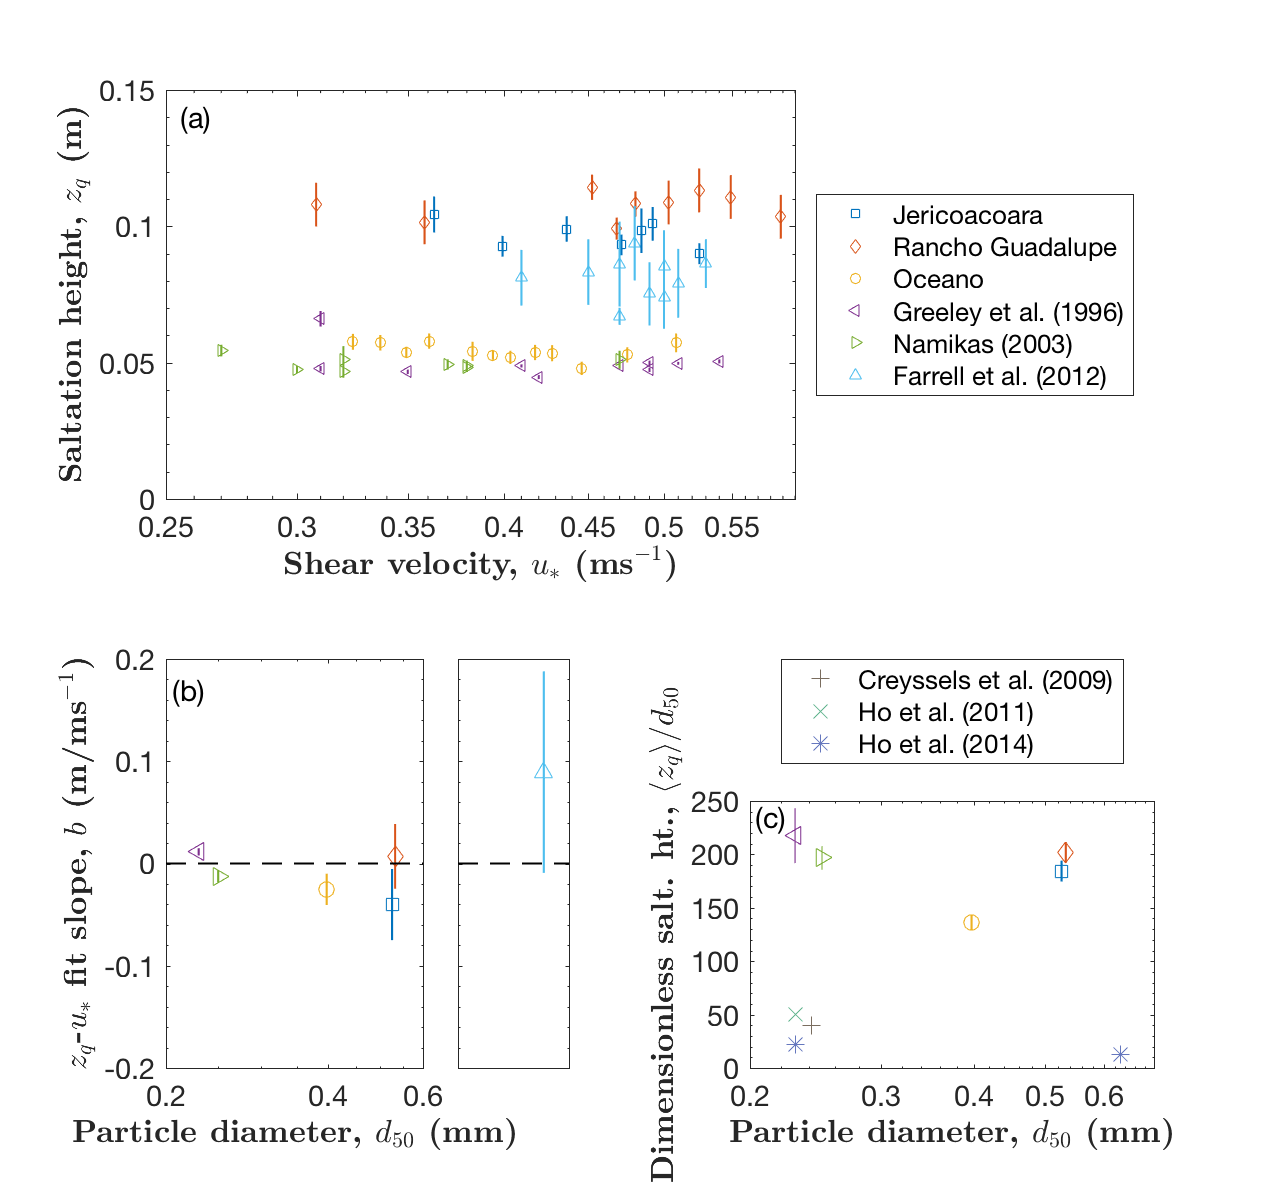 (a)
0.15
0.1
0.05
0
Saltation height, z_q (m)
0.25 0.3 0.35 0.4 0.45 0.5 0.55
Shear velocity, u_* (ms⁻¹)
Jericoacoara
Rancho Guadalupe
Oceano
Greeley et al. (1996)
Namikas (2003)
Farrell et al. (2012)
(b)
0.2
0.1
0
-0.1
-0.2
z_q-u_* fit slope, b (m/ms⁻¹)
0.2 0.4 0.6
Particle diameter, d₅₀ (mm)
Creyssels et al. (2009)
Ho et al. (2011)
Ho et al. (2014)
(c)
250
200
150
100
50
0
Dimensionless salt. ht., ⟨z_q⟩/d₅₀
0.2 0.3 0.4 0.5 0.6
Particle diameter, d₅₀ (mm)